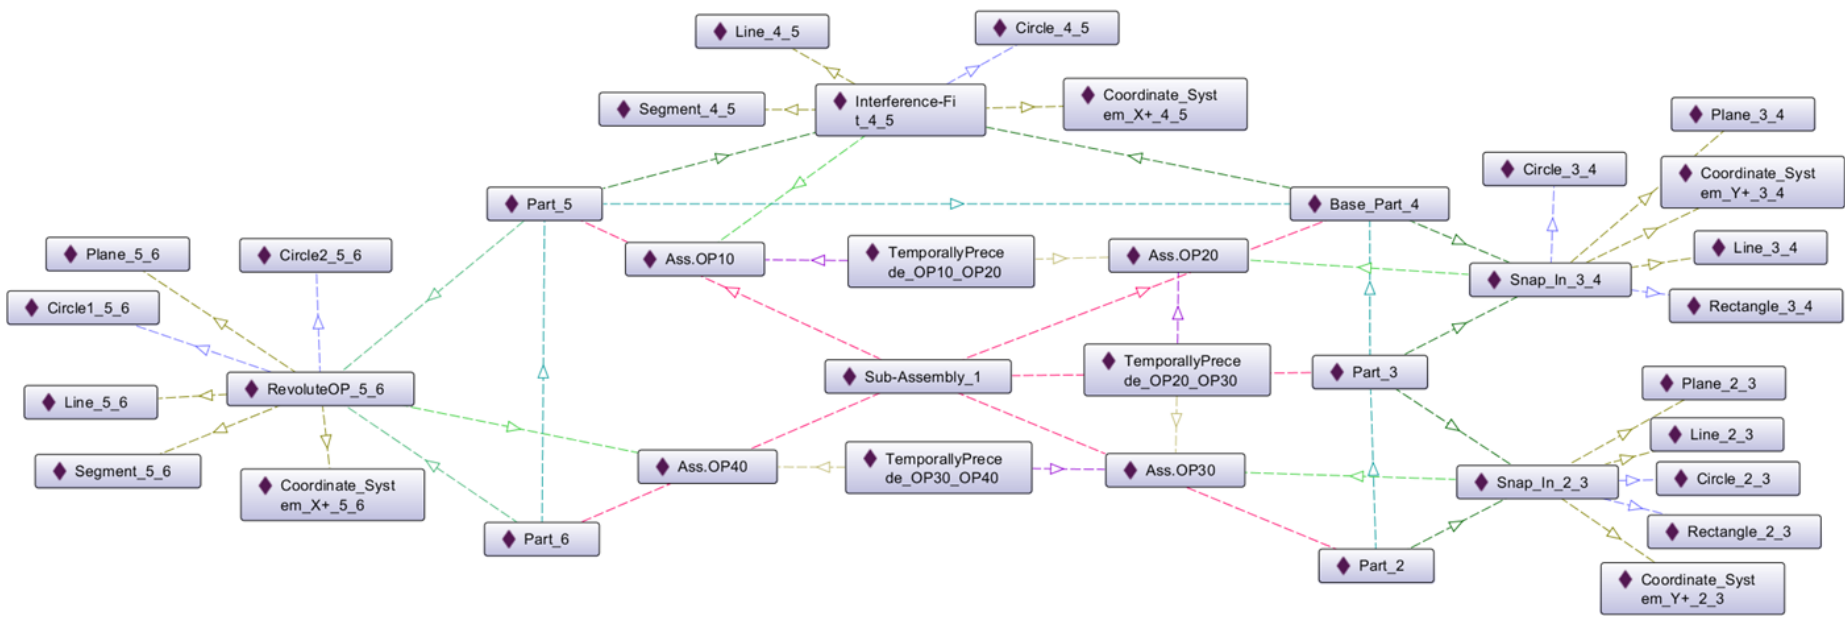 Line_4_5
Circle_4_5
Segment_4_5
Interference-Fi
t_4_5
Coordinate_Syst
em_X+_4_5
Plane_3_4
Circle_3_4
Coordinate_Syst
em_Y+_3_4
Part_5
Base_Part_4
Plane_5_6
Circle2_5_6
Ass.OP10
TemporallyPrece
de_OP10_OP20
Ass.OP20
Line_3_4
Snap_In_3_4
Circle1_5_6
Rectangle_3_4
Sub-Assembly_1
TemporallyPrece
de_OP20_OP30
Part_3
RevoluteOP_5_6
Plane_2_3
Line_5_6
Line_2_3
Segment_5_6
Ass.OP40
TemporallyPrece
de_OP30_OP40
Ass.OP30
Snap_In_2_3
Circle_2_3
Coordinate_Syst
em_X+_5_6
Part_6
Rectangle_2_3
Part_2
Coordinate_Syst
em_Y+_2_3